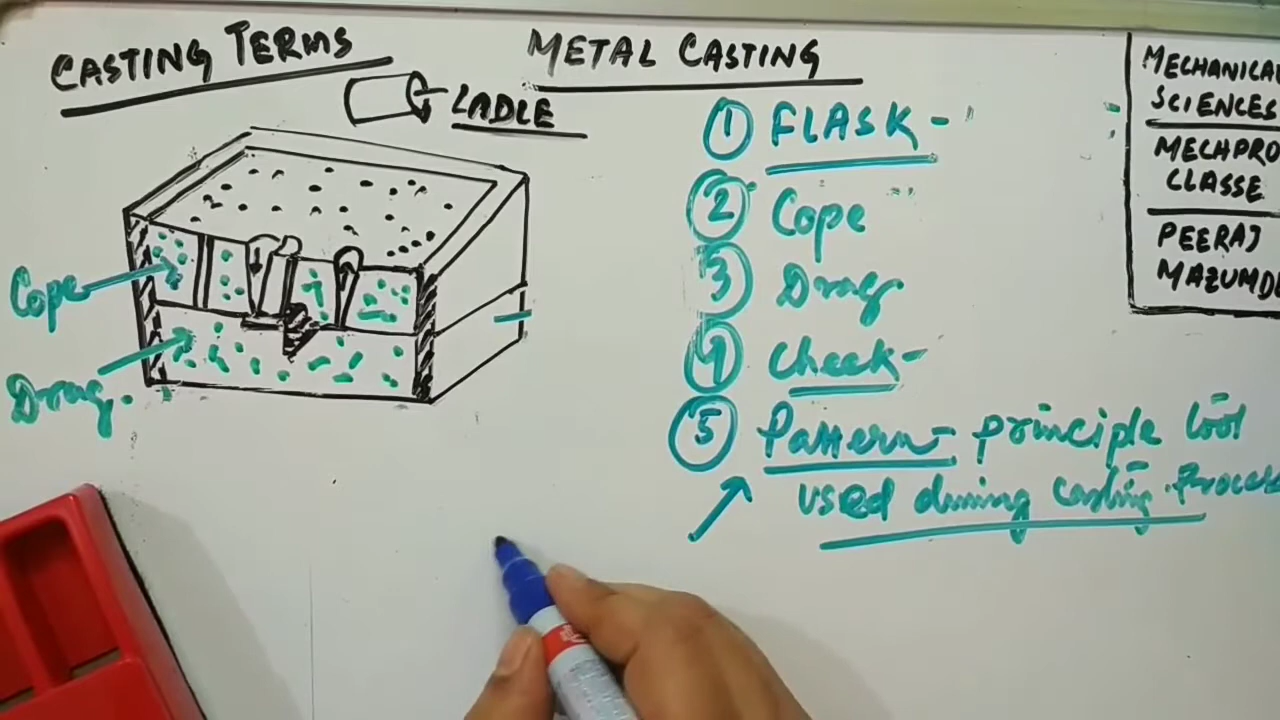 CASTING TERMS
METAL CASTING
LADLE
① FLASK-
② Cope
③ Drag.
④ Cheek-
⑤ Pattern- principle tool
used during casting. Process
Cope
Drag.
MECHANICAL
SCIENCES
MECHPRO
CLASSE
PEERAJ
MAZUMD